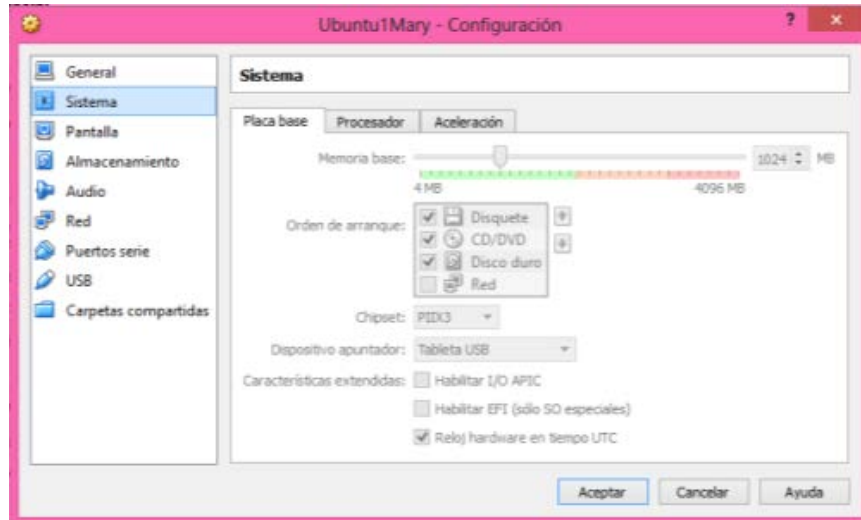 Ubuntu1Mary - Configuración ? ×
General
Sistema
Pantalla
Almacenamiento
Audio
Red
Puertos serie
USB
Carpetas compartidas
Sistema
Placa base Procesador Aceleración
Memoria base: 1024 MB
4 MB 4096 MB
Orden de arranque: Disquete
CD/DVD
Disco duro
Red
Chipset: PIIX3
Dispositivo apuntador: Tableta USB
Características extendidas: Habilitar I/O APIC
Habilitar EFI (sólo SO especiales)
Reloj hardware en tiempo UTC
Aceptar Cancelar Ayuda